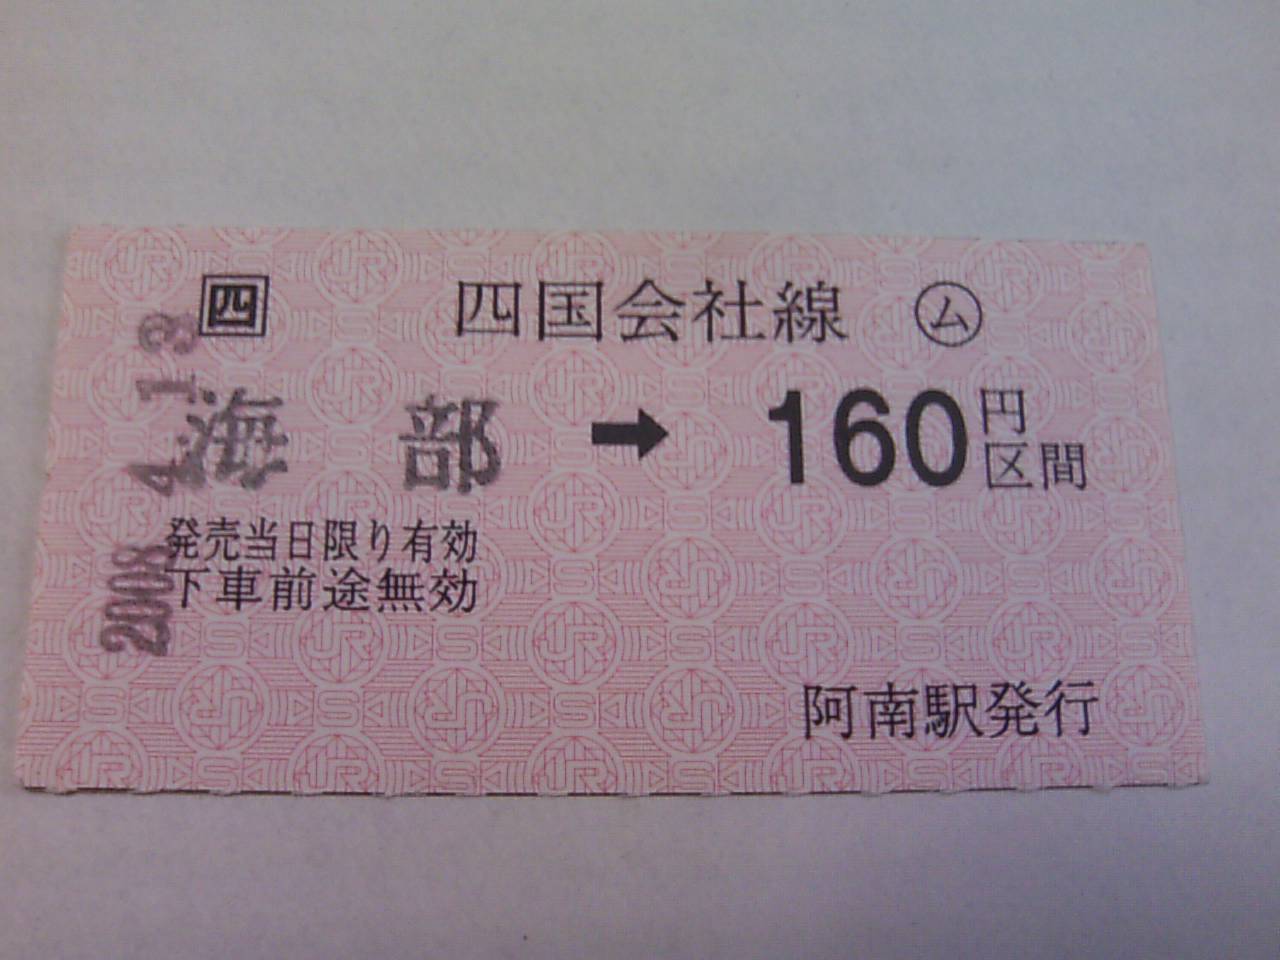 四 四国会社線 ム
海部 ➡ 160円区間
発売当日限り有効
下車前途無効
2008. 4. 13
阿南駅発行